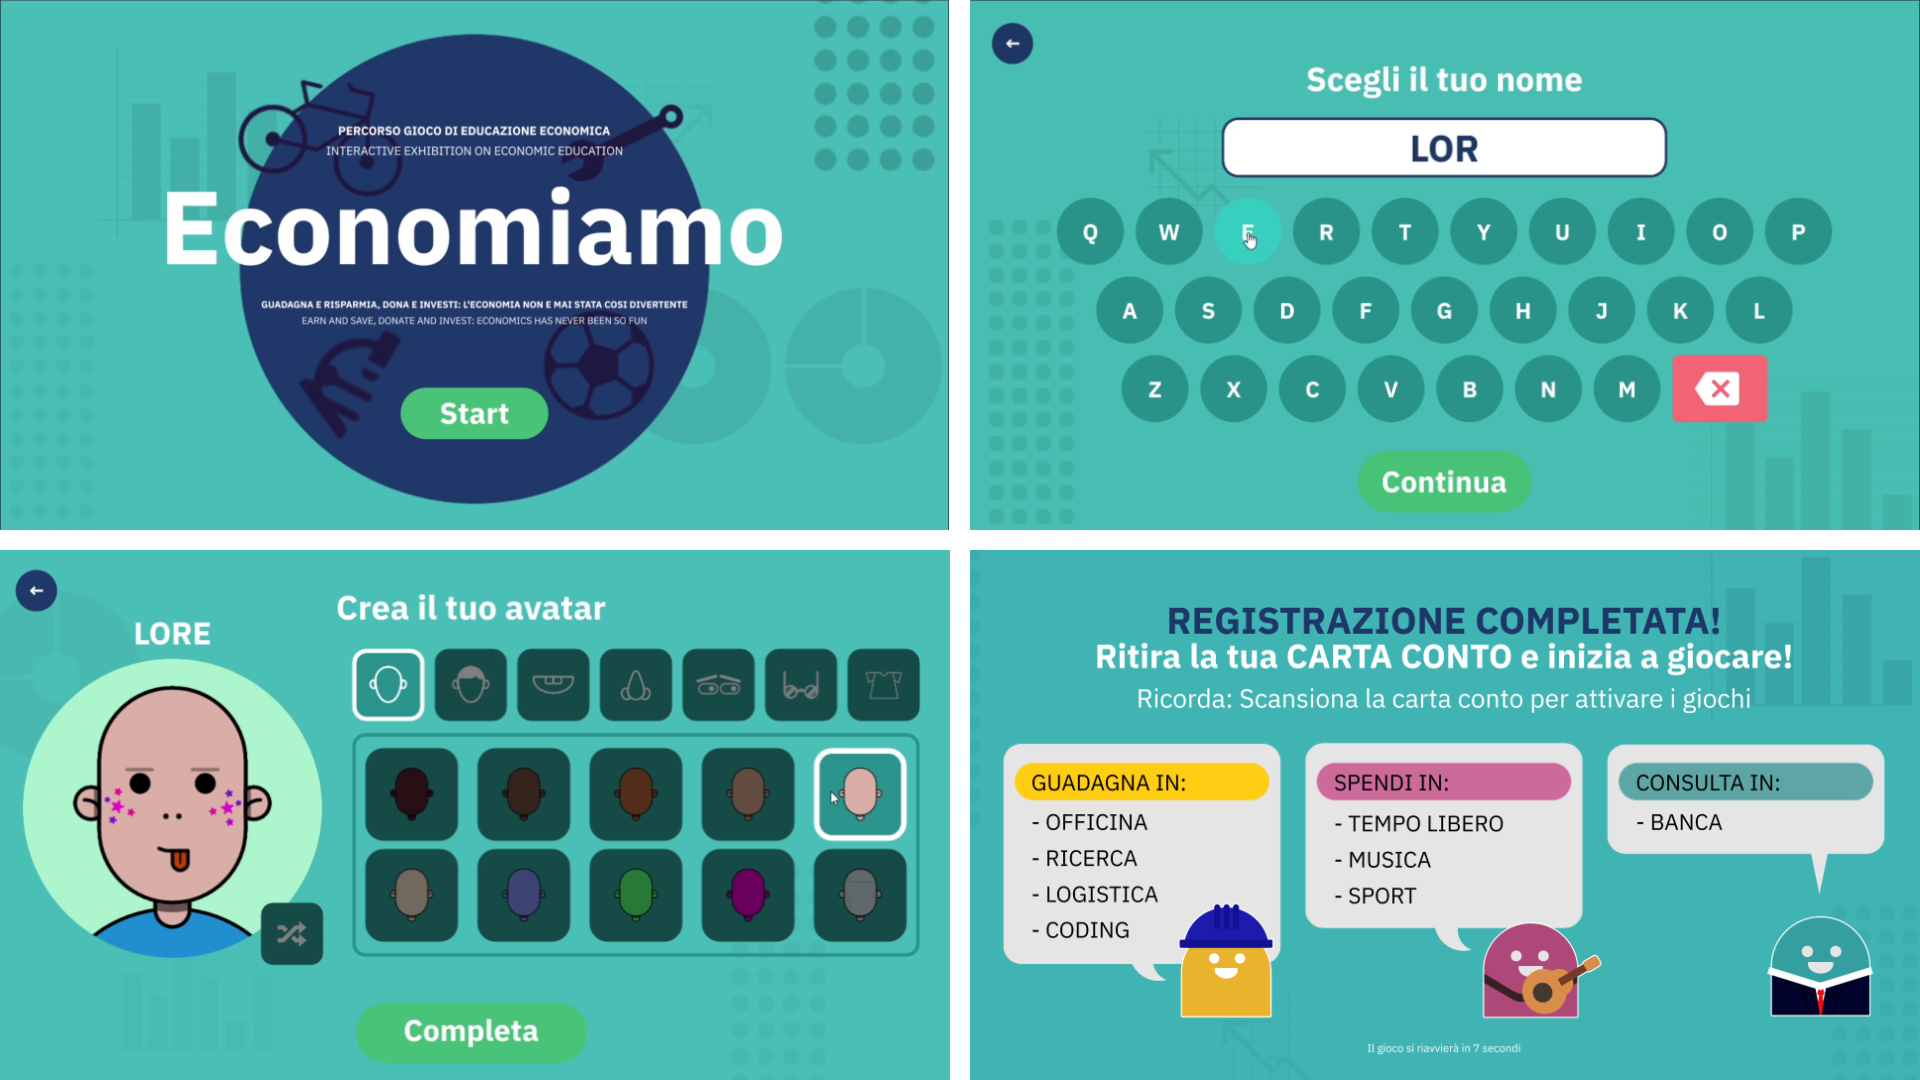 PERCORSO GIOCO DI EDUCAZIONE ECONOMICA
INTERACTIVE EXHIBITION ON ECONOMIC EDUCATION
Economiamo
GUADAGNA E RISPARMIA, DONA E INVESTI: L'ECONOMIA NON E MAI STATA COSI DIVERTENTE
EARN AND SAVE, DONATE AND INVEST: ECONOMICS HAS NEVER BEEN SO FUN
Start
Scegli il tuo nome
LOR
Q W E R T Y U I O P
A S D F G H J K L
Z X C V B N M
Continua
Crea il tuo avatar
LORE
Completa
REGISTRAZIONE COMPLETATA!
Ritira la tua CARTA CONTO e inizia a giocare!
Ricorda: Scansiona la carta conto per attivare i giochi
GUADAGNA IN:
- OFFICINA
- RICERCA
- LOGISTICA
- CODING
SPENDI IN:
- TEMPO LIBERO
- MUSICA
- SPORT
CONSULTA IN:
- BANCA
Il gioco si riavvierà in 7 secondi